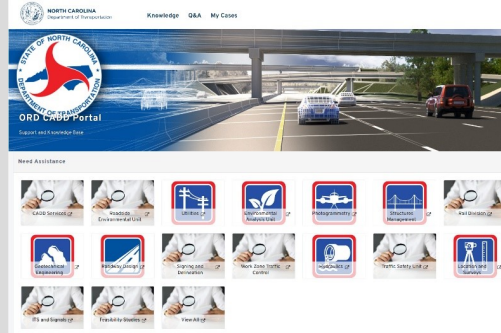 NORTH CAROLINA
Department of Transportation
Knowledge Q&A My Cases
STATE OF NORTH CAROLINA
DEPARTMENT OF TRANSPORTATION
ORD CADD Portal
Support and Knowledge Base
Need Assistance
CADD Services
Roadside
Environmental Unit
Utilities
Environmental
Analysis Unit
Photogrammetry
Structures
Management
Rail Division
Geotechnical
Engineering
Roadway Design
Signing and
Delineation
Work Zone Traffic
Control
Hydraulics
Traffic Safety Unit
Location and
Surveys
ITS and Signals
Feasibility Studies
View All